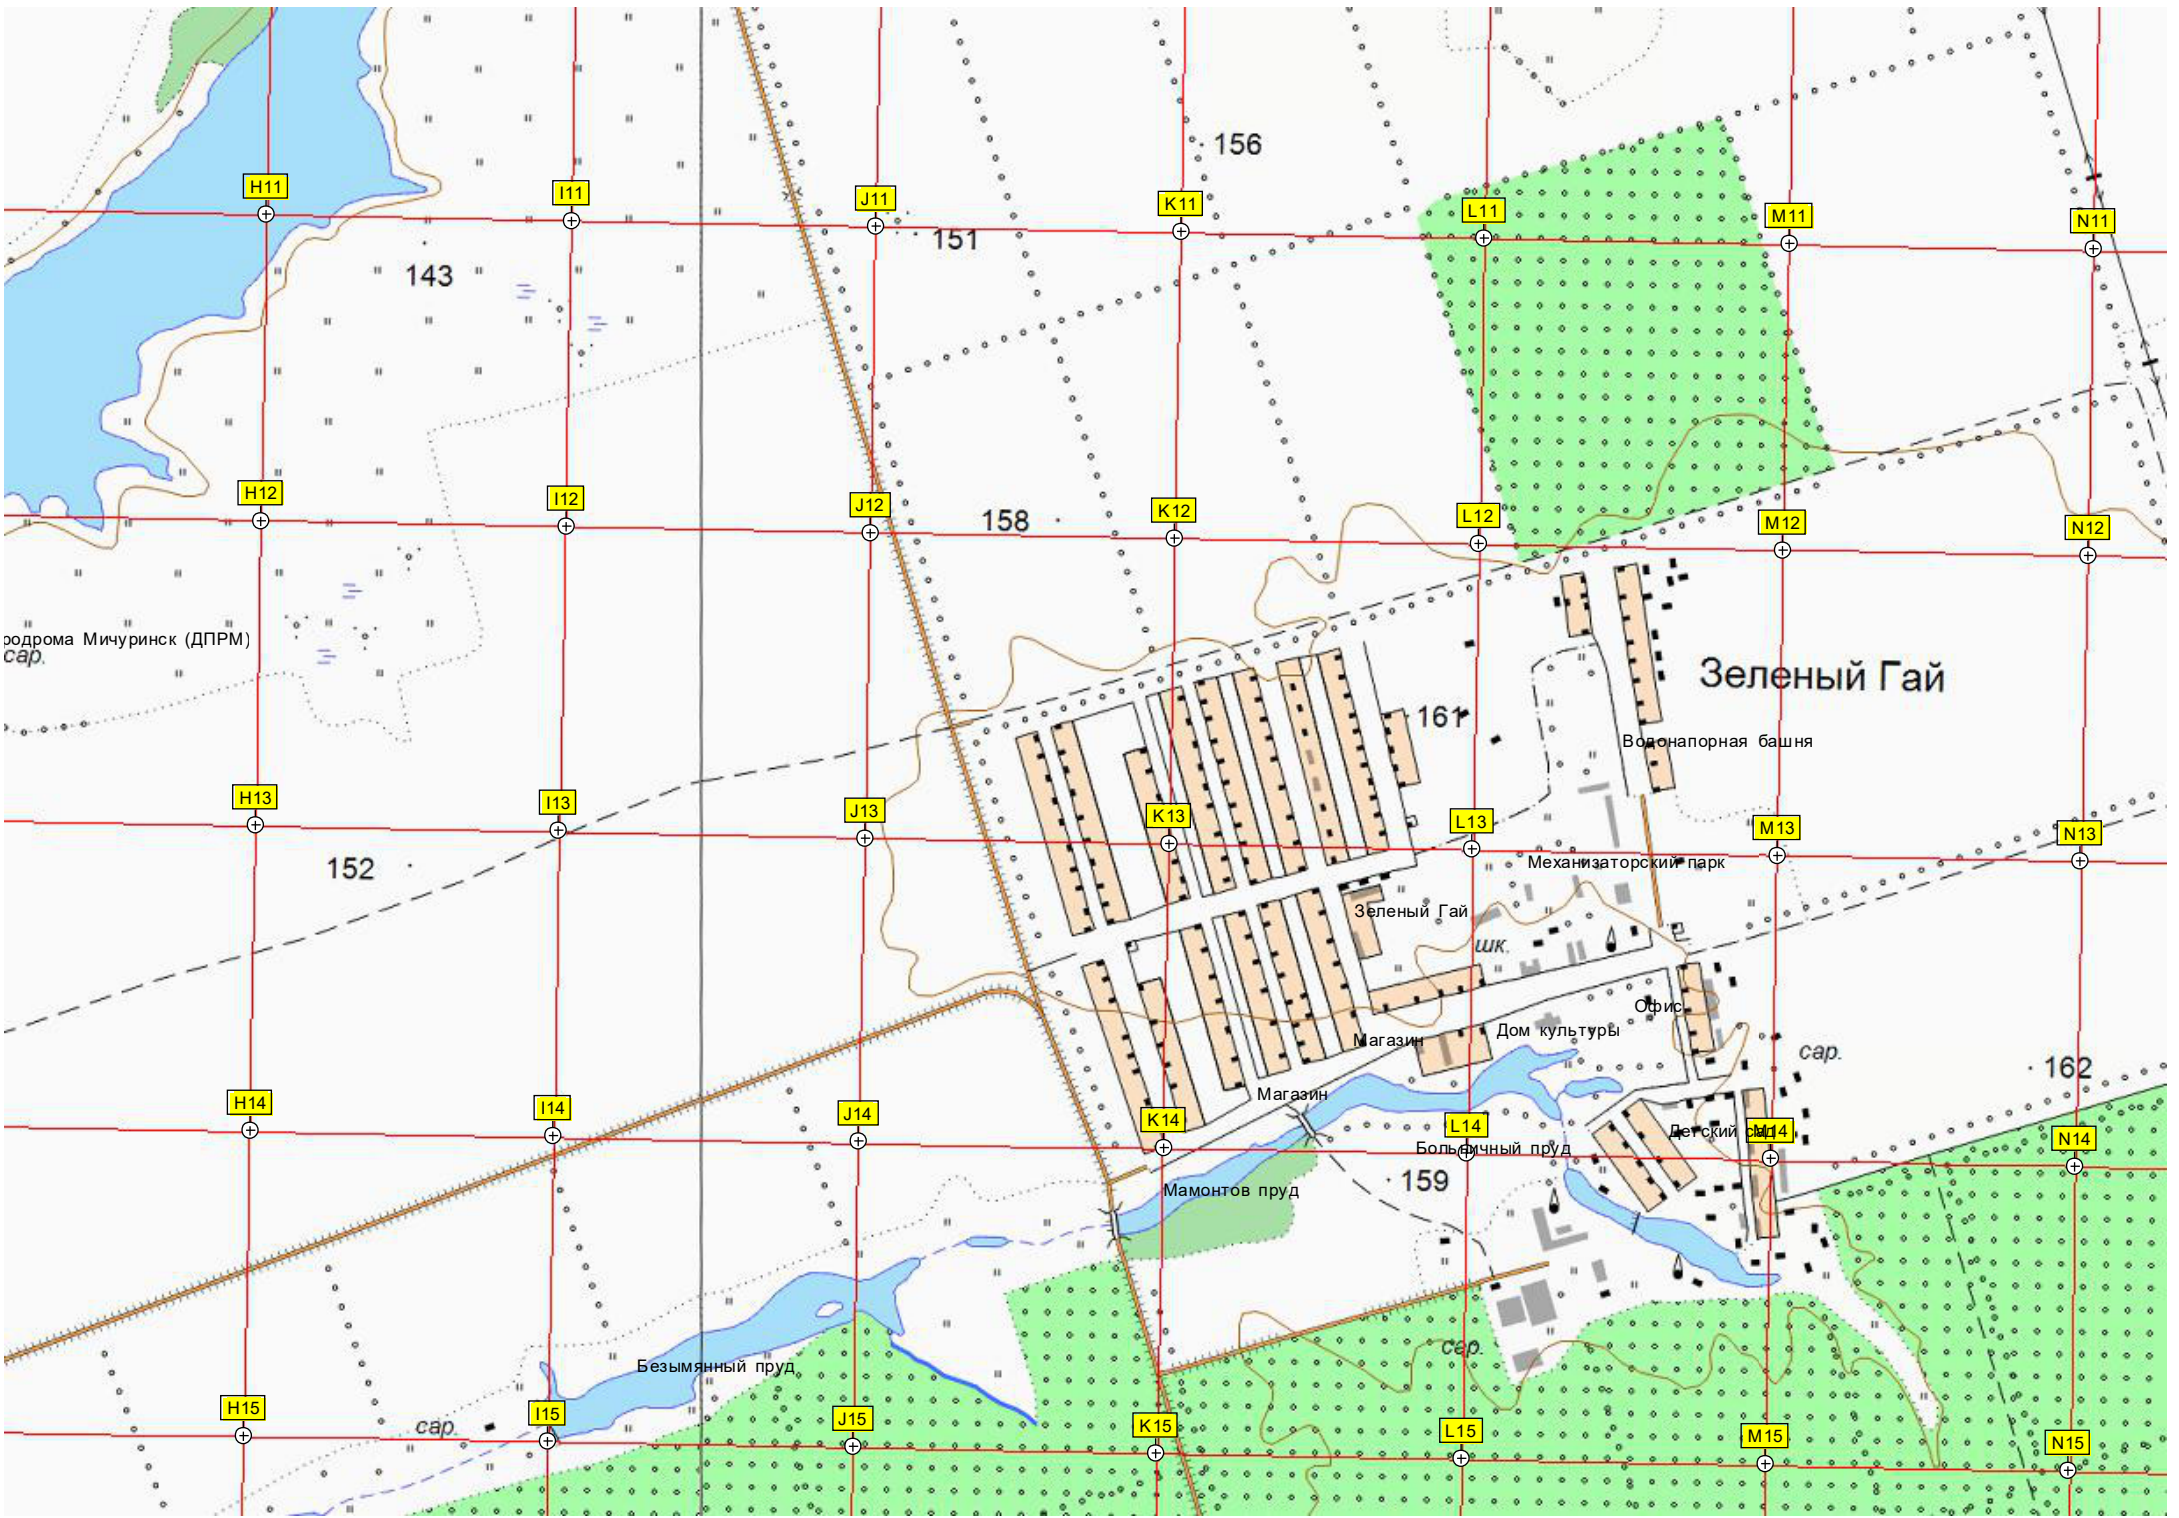 156
H11
I11
J11
K11
L11
M11
N11
151
143
H12
I12
J12
K12
L12
M12
N12
158
родрома Мичуринск (ДПРМ)
сар.
Зеленый Гай
161
Водонапорная башня
H13
I13
J13
K13
L13
M13
N13
152
Механизаторский парк
Зеленый Гай
шк.
Офис
Дом культуры
Магазин
сар.
162
Магазин
H14
I14
J14
K14
L14
Детский сад
M14
N14
Больничный пруд
159
Мамонтов пруд
сар.
Безымянный пруд
H15
I15
J15
K15
L15
M15
N15
сар.